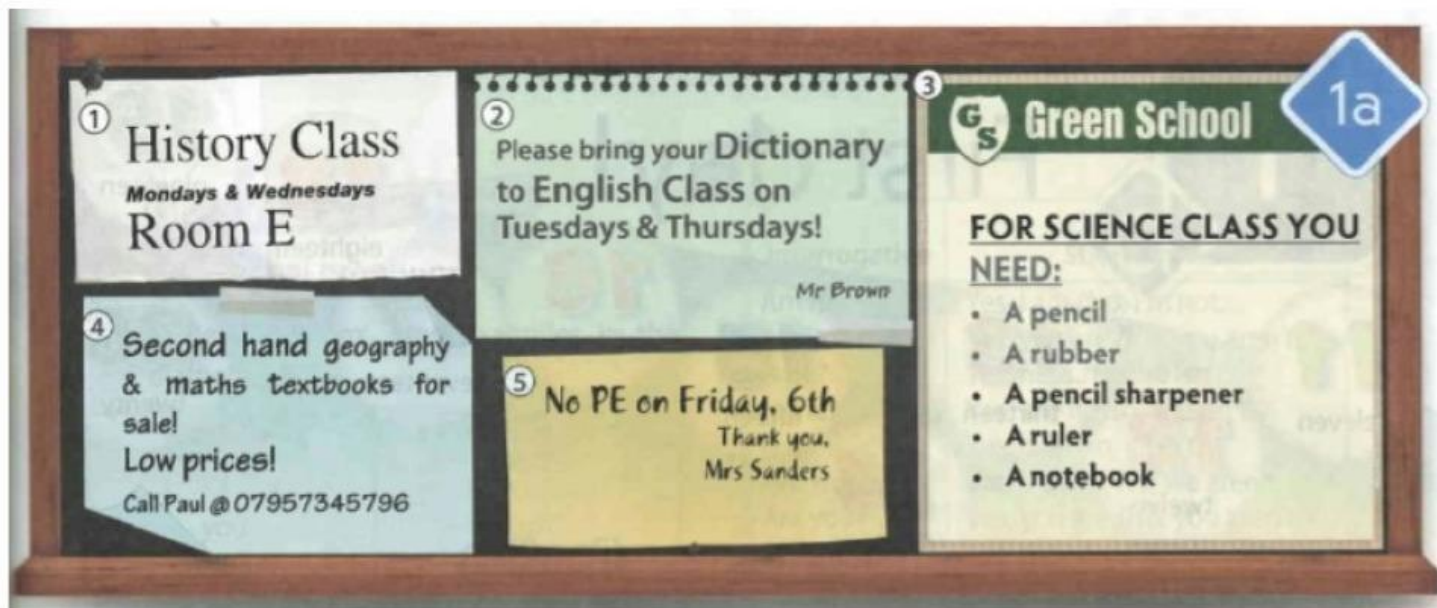 1
History Class
Mondays & Wednesdays
Room E
2
Please bring your Dictionary
to English Class on
Tuesdays & Thursdays!
Mr Brown
3
GS Green School
1a
FOR SCIENCE CLASS YOU
NEED:
• A pencil
• A rubber
• A pencil sharpener
• A ruler
• A notebook
4
Second hand geography
& maths textbooks for
sale!
Low prices!
Call Paul @ 07957345796
5
No PE on Friday, 6th
Thank you,
Mrs Sanders